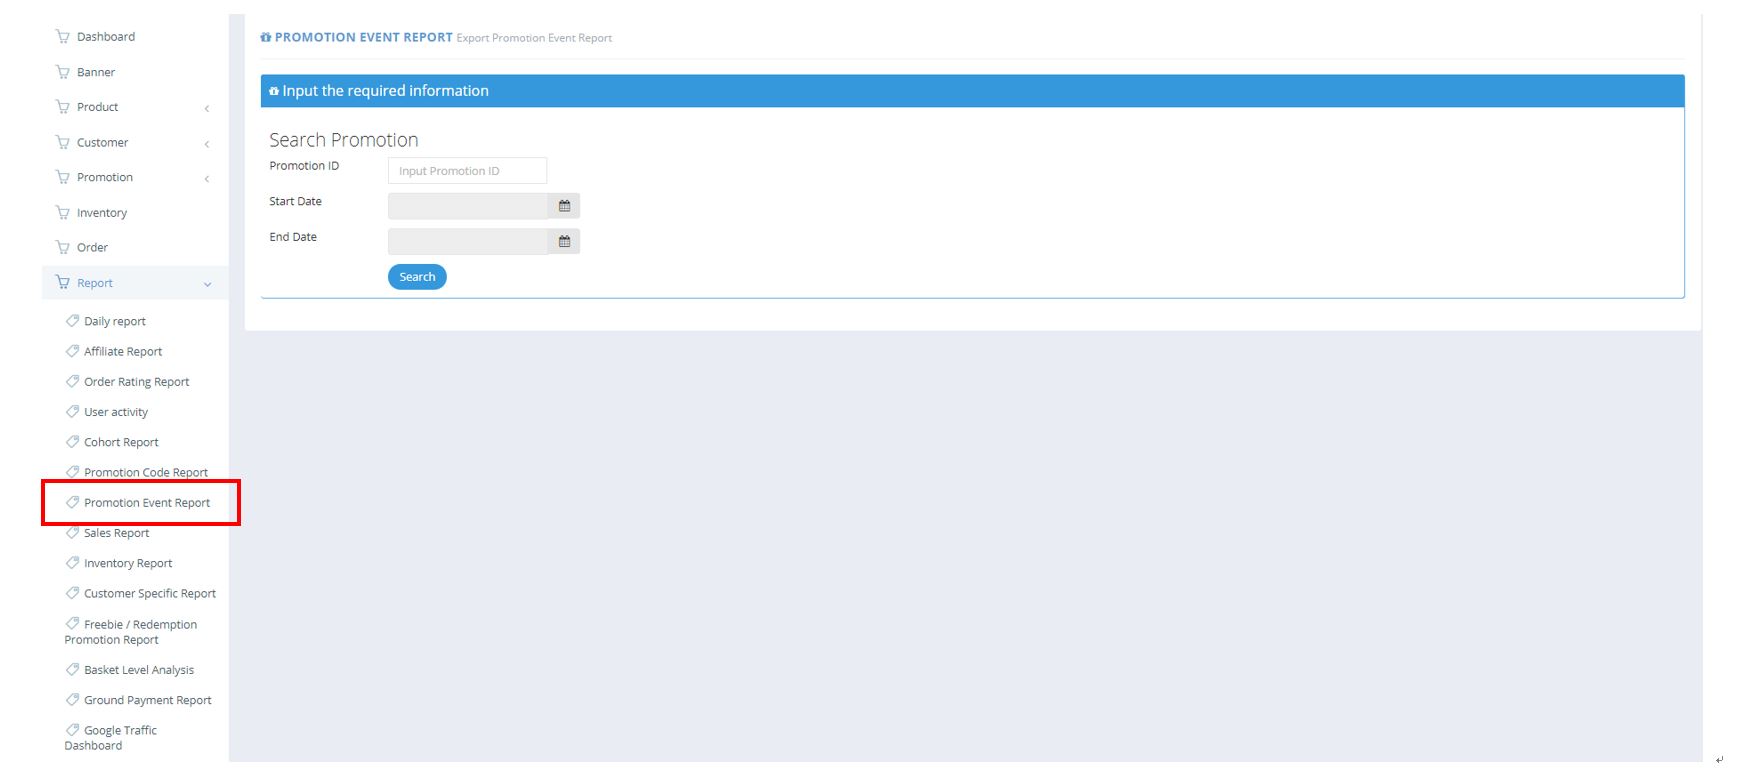 Dashboard
Banner
Product
Customer
Promotion
Inventory
Order
Report
Daily report
Affiliate Report
Order Rating Report
User activity
Cohort Report
Promotion Code Report
Promotion Event Report
Sales Report
Inventory Report
Customer Specific Report
Freebie / Redemption
Promotion Report
Basket Level Analysis
Ground Payment Report
Google Traffic
Dashboard
PROMOTION EVENT REPORT Export Promotion Event Report
Input the required information
Search Promotion
Promotion ID Input Promotion ID
Start Date
End Date
Search